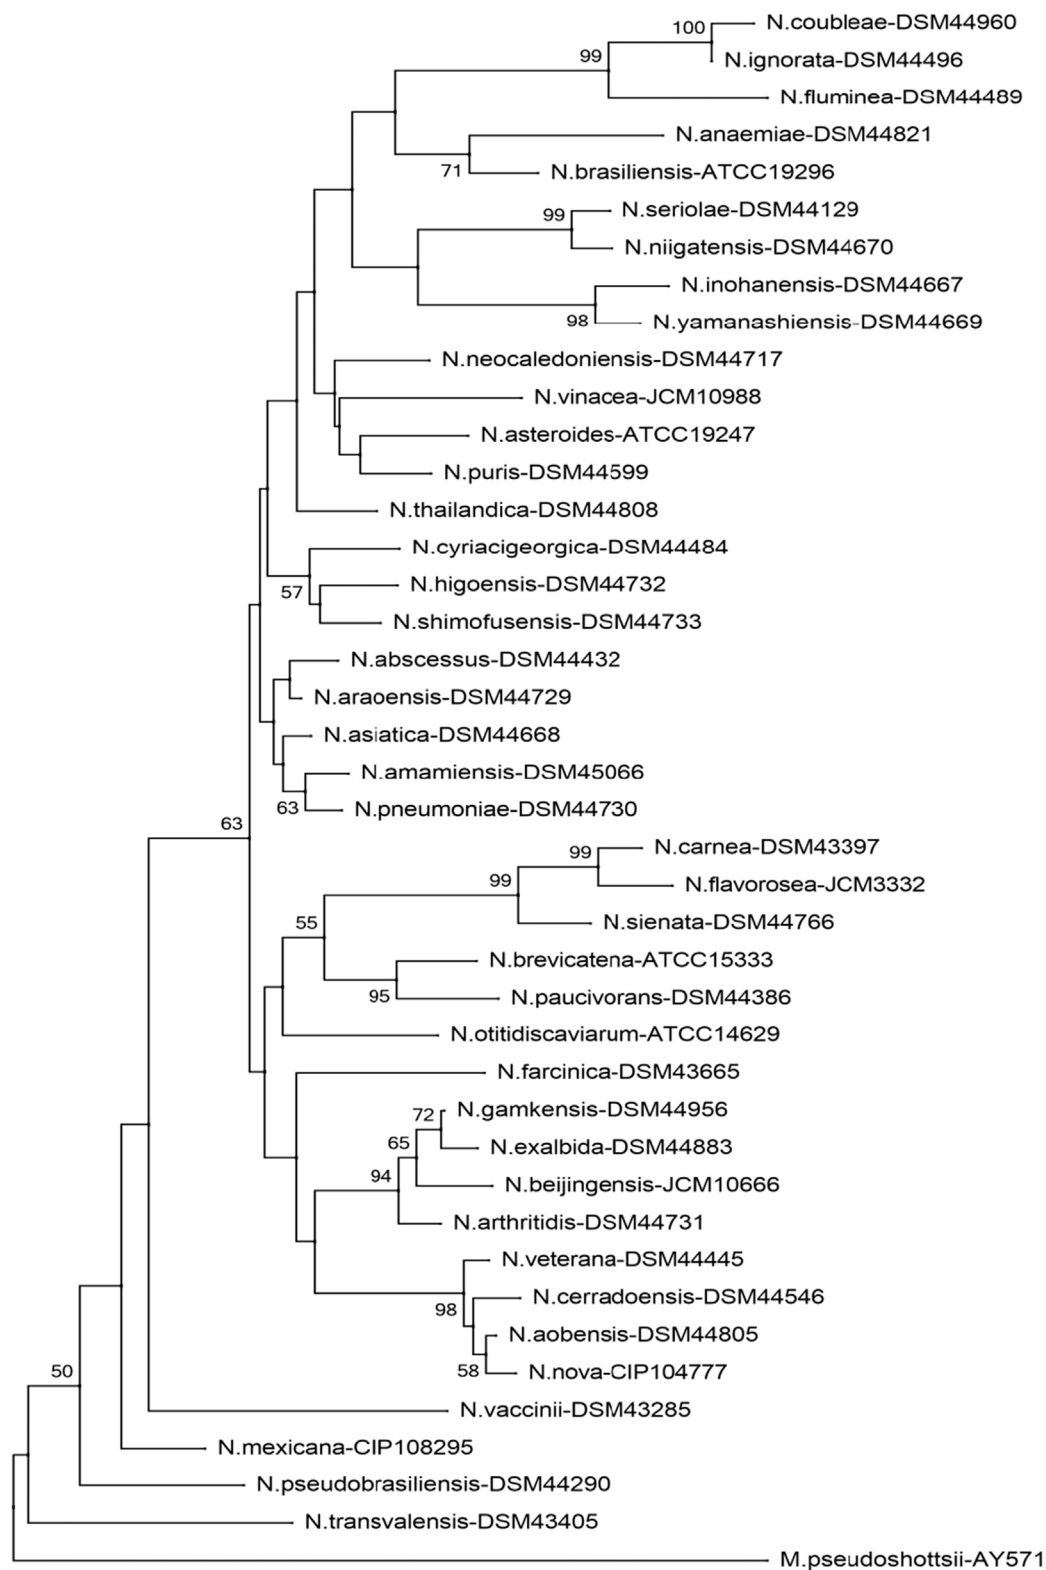 100
N.coubleae-DSM44960
99
N.ignorata-DSM44496
N.fluminea-DSM44489
N.anaemiae-DSM44821
71
N.brasiliensis-ATCC19296
99
N.seriolae-DSM44129
N.niigatensis-DSM44670
N.inohanensis-DSM44667
98
N.yamanashiensis-DSM44669
N.neocaledoniensis-DSM44717
N.vinacea-JCM10988
N.asteroides-ATCC19247
N.puris-DSM44599
N.thailandica-DSM44808
N.cyriacigeorgica-DSM44484
57
N.higoensis-DSM44732
N.shimofusensis-DSM44733
N.abscessus-DSM44432
N.araoensis-DSM44729
N.asiatica-DSM44668
N.amamiensis-DSM45066
63
N.pneumoniae-DSM44730
63
N.carnea-DSM43397
99
99
N.flavorosea-JCM3332
55
N.sienata-DSM44766
N.brevicatena-ATCC15333
95
N.paucivorans-DSM44386
N.otitidiscaviarum-ATCC14629
N.farcinica-DSM43665
72
N.gamkensis-DSM44956
65
N.exalbida-DSM44883
94
N.beijingensis-JCM10666
N.arthritidis-DSM44731
N.veterana-DSM44445
98
N.cerradoensis-DSM44546
N.aobensis-DSM44805
58
N.nova-CIP104777
50
N.vaccinii-DSM43285
N.mexicana-CIP108295
N.pseudobrasiliensis-DSM44290
N.transvalensis-DSM43405
M.pseudoshottsii-AY571